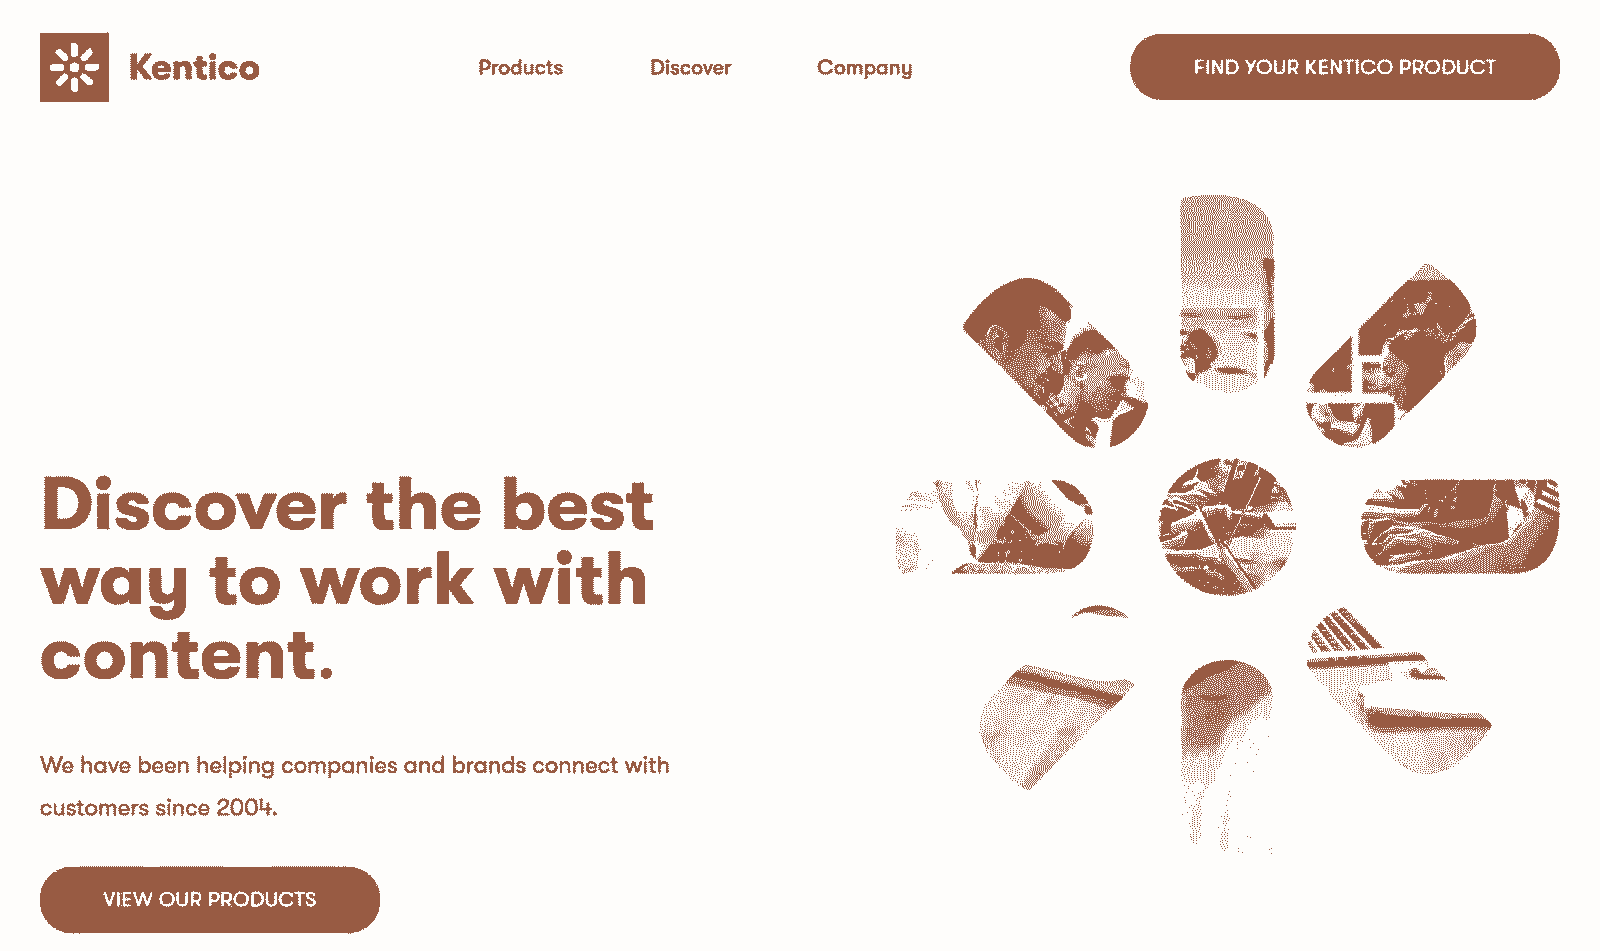 Kentico
Products
Discover
Company
FIND YOUR KENTICO PRODUCT
Discover the best
way to work with
content.
We have been helping companies and brands connect with
customers since 2004.
VIEW OUR PRODUCTS